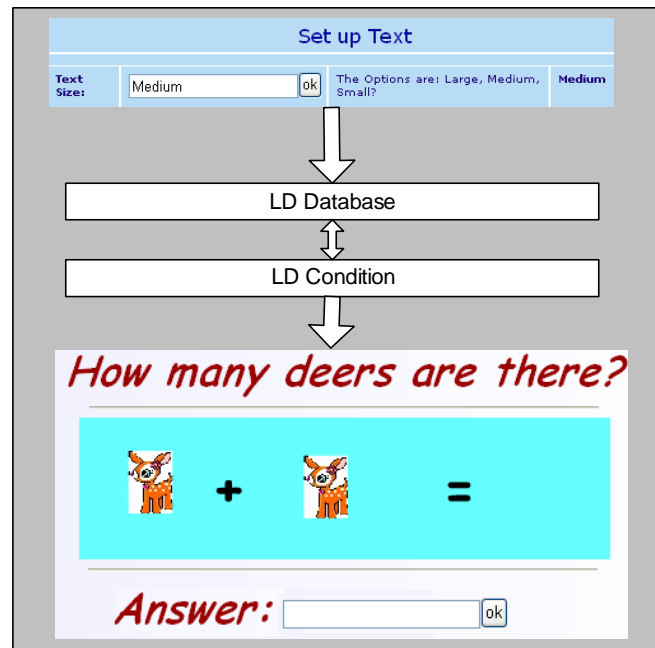 Set up Text
Text Size:
Medium
ok
The Options are: Large, Medium,
Small?
Medium
LD Database
LD Condition
How many deers are there?
+ =
Answer:
ok